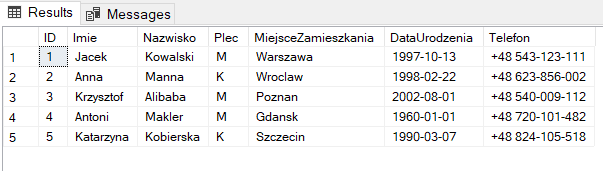 Results Messages
ID Imie Nazwisko Plec MiejsceZamieszkania DataUrodzenia Telefon
1 1 Jacek Kowalski M Warszawa 1997-10-13 +48 543-123-111
2 2 Anna Manna K Wroclaw 1998-02-22 +48 623-856-002
3 3 Krzysztof Alibaba M Poznan 2002-08-01 +48 540-009-112
4 4 Antoni Makler M Gdansk 1960-01-01 +48 720-101-482
5 5 Katarzyna Kobierska K Szczecin 1990-03-07 +48 824-105-518